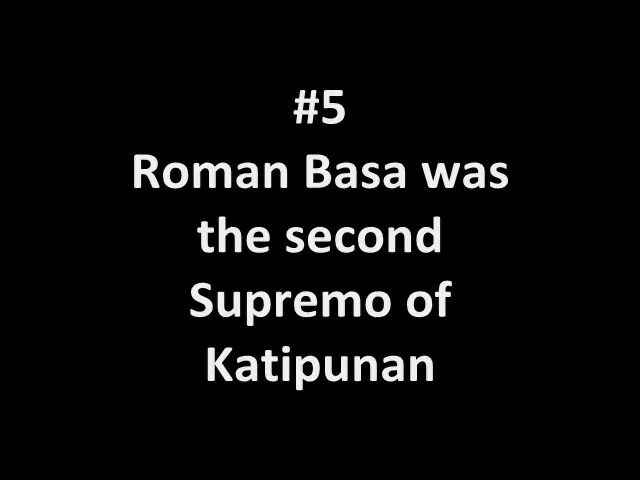 #5
Roman Basa was
the second
Supremo of
Katipunan